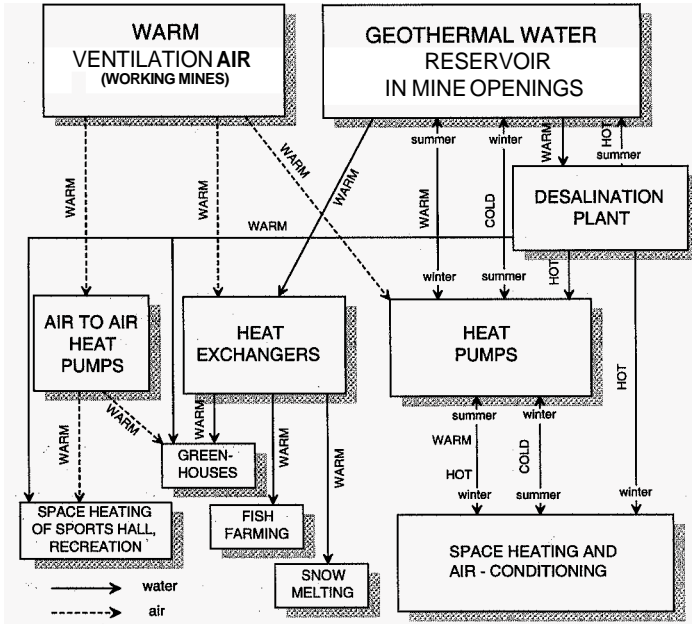 WARM
VENTILATION AIR
(WORKING MINES)
GEOTHERMAL WATER
RESERVOIR
IN MINE OPENINGS
WARM
WARM
WARM
WARM
summer
WARM
winter
winter
COLD
summer
WARM
HOT
summer
DESALINATION
PLANT
WARM
HOT
HOT
winter
AIR TO AIR
HEAT
PUMPS
HEAT
EXCHANGERS
HEAT
PUMPS
WARM
WARM
WARM
WARM
WARM
summer
WARM
HOT
winter
winter
COLD
summer
GREEN-
HOUSES
SPACE HEATING
OF SPORTS HALL,
RECREATION
FISH
FARMING
SNOW
MELTING
SPACE HEATING AND
AIR - CONDITIONING
water
air